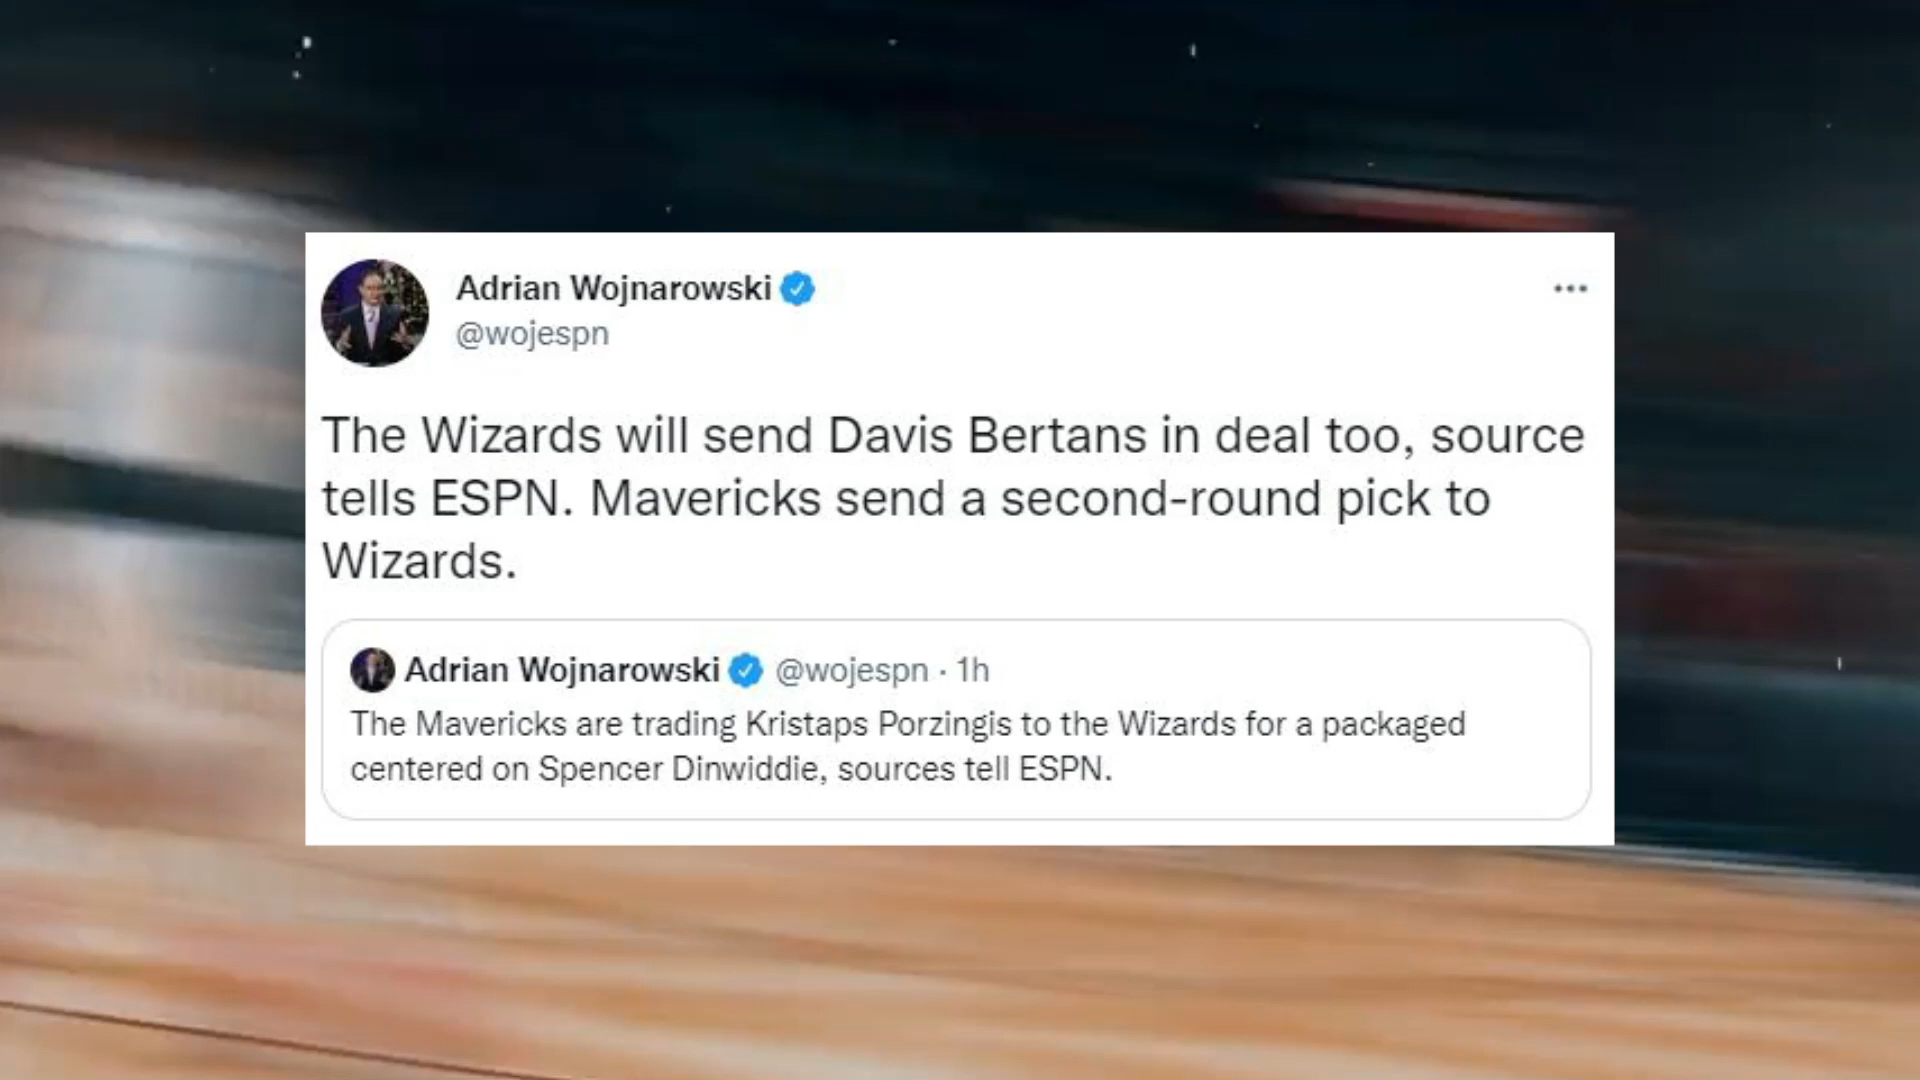 Adrian Wojnarowski
@wojespn
The Wizards will send Davis Bertans in deal too, source
tells ESPN. Mavericks send a second-round pick to
Wizards.
Adrian Wojnarowski @wojespn · 1h
The Mavericks are trading Kristaps Porzingis to the Wizards for a packaged
centered on Spencer Dinwiddie, sources tell ESPN.